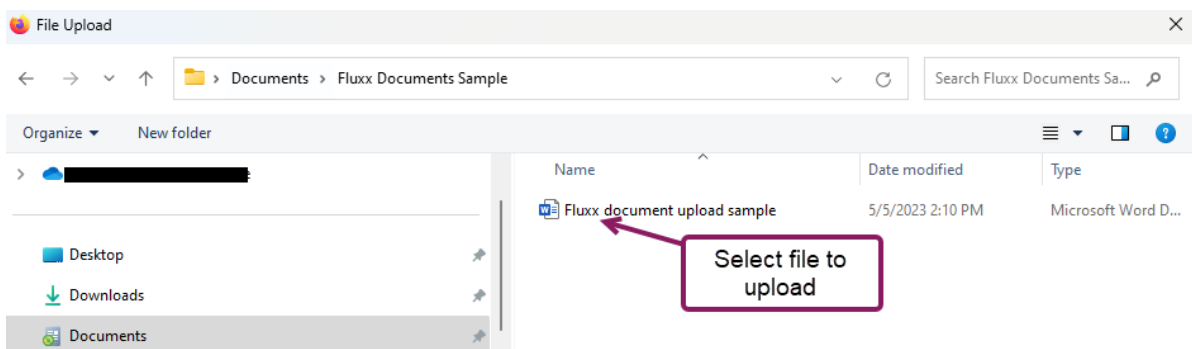 File Upload
Documents > Fluxx Documents Sample
Search Fluxx Documents Sa...
Organize
New folder
Name
Date modified
Type
Fluxx document upload sample
5/5/2023 2:10 PM
Microsoft Word D...
Select file to
upload
Desktop
Downloads
Documents